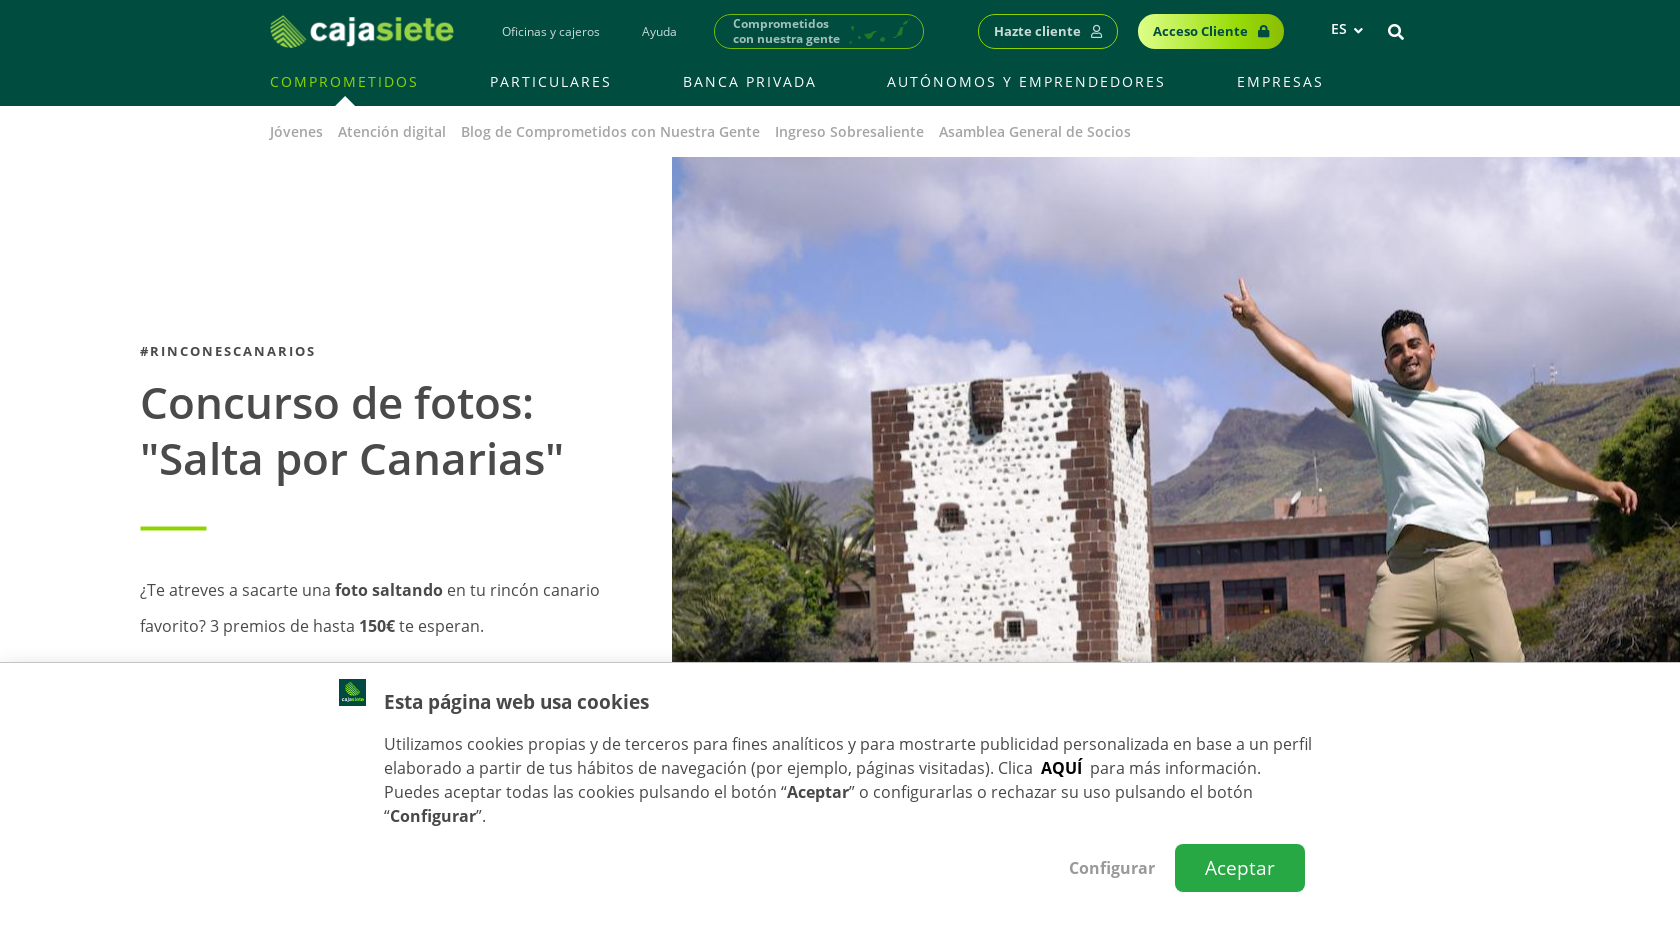 cajasiete
Oficinas y cajeros
Ayuda
Comprometidos
con nuestra gente
Hazte cliente
Acceso Cliente
ES
COMPROMETIDOS
PARTICULARES
BANCA PRIVADA
AUTÓNOMOS Y EMPRENDEDORES
EMPRESAS
Jóvenes
Atención digital
Blog de Comprometidos con Nuestra Gente
Ingreso Sobresaliente
Asamblea General de Socios
#RINCONESCANARIOS
Concurso de fotos:
"Salta por Canarias"
¿Te atreves a sacarte una foto saltando en tu rincón canario
favorito? 3 premios de hasta 150€ te esperan.
cajasiete
Esta página web usa cookies
Utilizamos cookies propias y de terceros para fines analíticos y para mostrarte publicidad personalizada en base a un perfil
elaborado a partir de tus hábitos de navegación (por ejemplo, páginas visitadas). Clica AQUÍ para más información.
Puedes aceptar todas las cookies pulsando el botón “Aceptar” o configurarlas o rechazar su uso pulsando el botón
“Configurar”.
Configurar
Aceptar